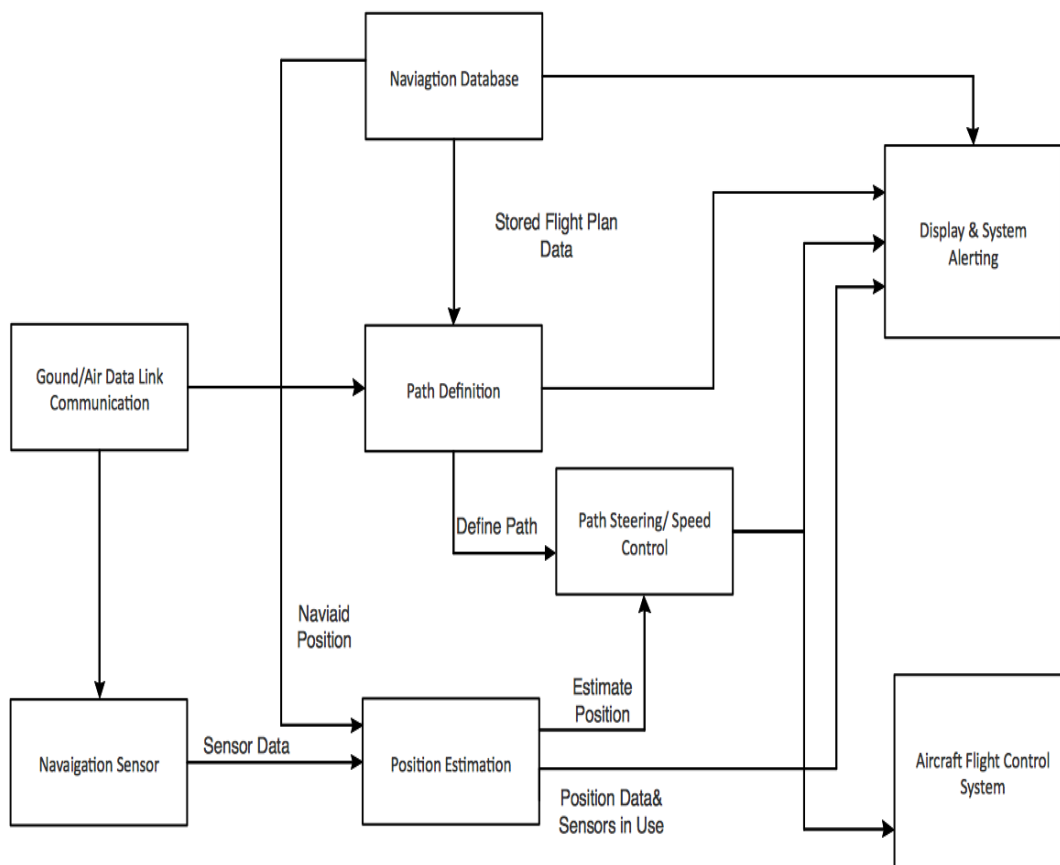 Naviagtion Database
Stored Flight Plan
Data
Display & System
Alerting
Gound/Air Data Link
Communication
Path Definition
Define Path
Path Steering/ Speed
Control
Naviaid
Position
Estimate
Position
Navaigation Sensor
Sensor Data
Position Estimation
Position Data&
Sensors in Use
Aircraft Flight Control
System